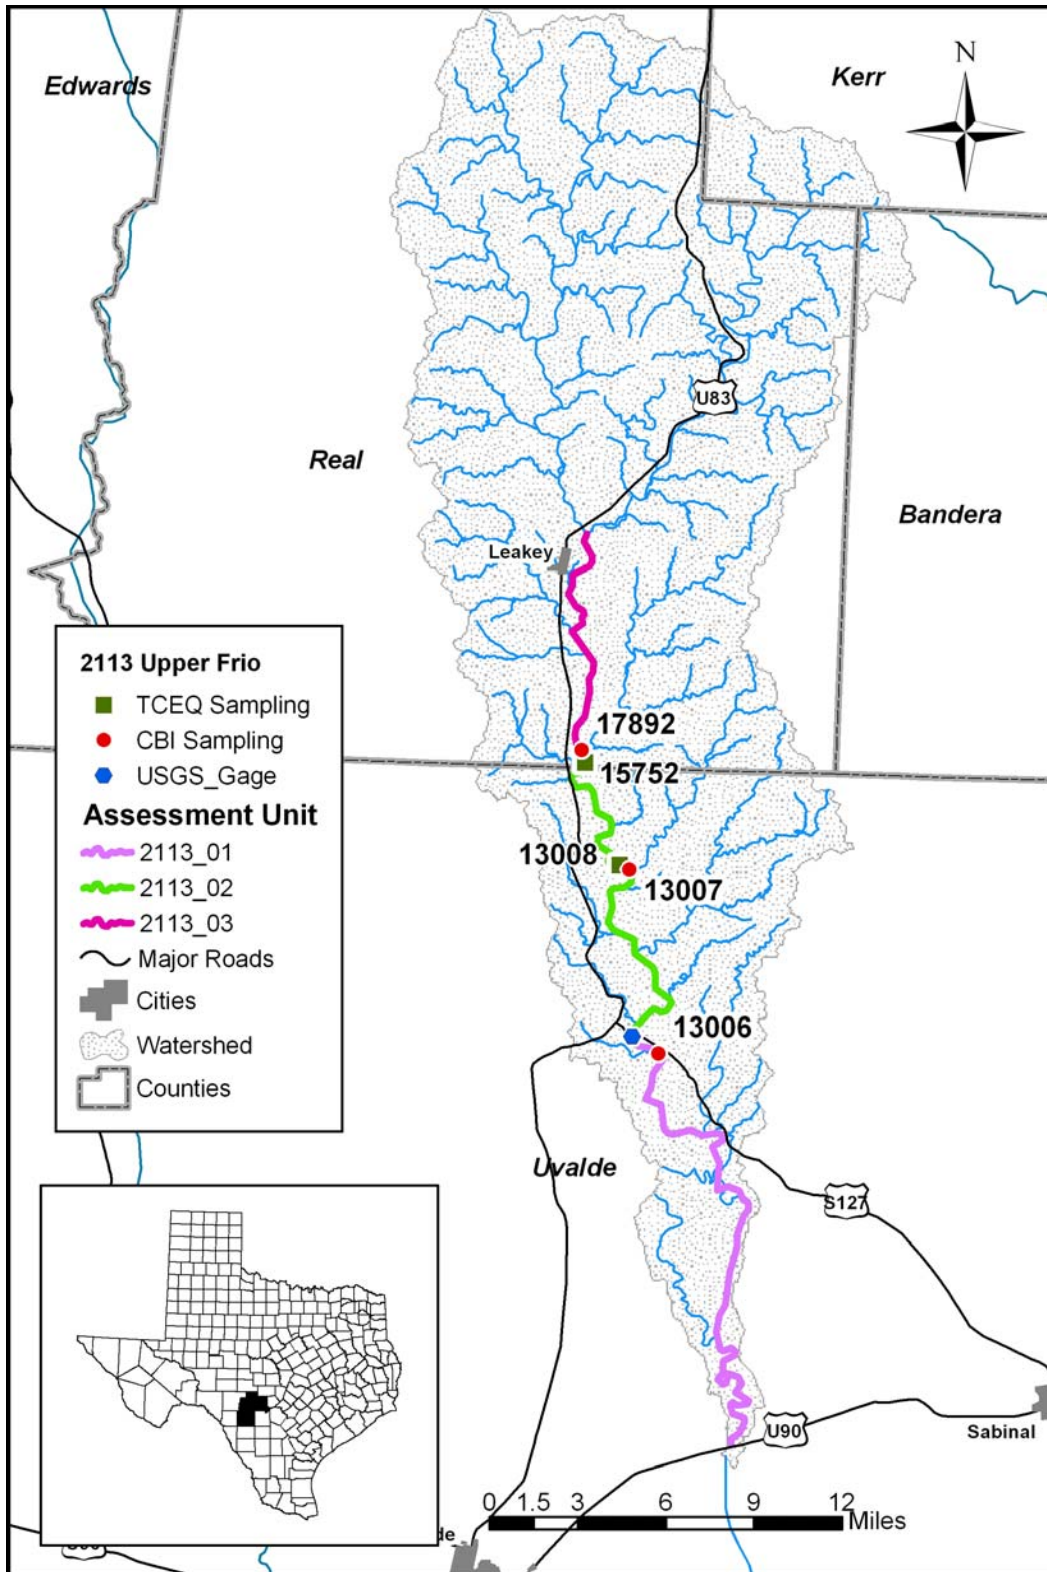 Edwards
Kerr
N
U83
Real
Bandera
Leakey
2113 Upper Frio
TCEQ Sampling
CBI Sampling
USGS_Gage
Assessment Unit
2113_01
2113_02
2113_03
Major Roads
Cities
Watershed
Counties
17892
15752
13008
13007
13006
Uvalde
S127
U90
Sabinal
0 1.5 3 6 9 12
Miles
de